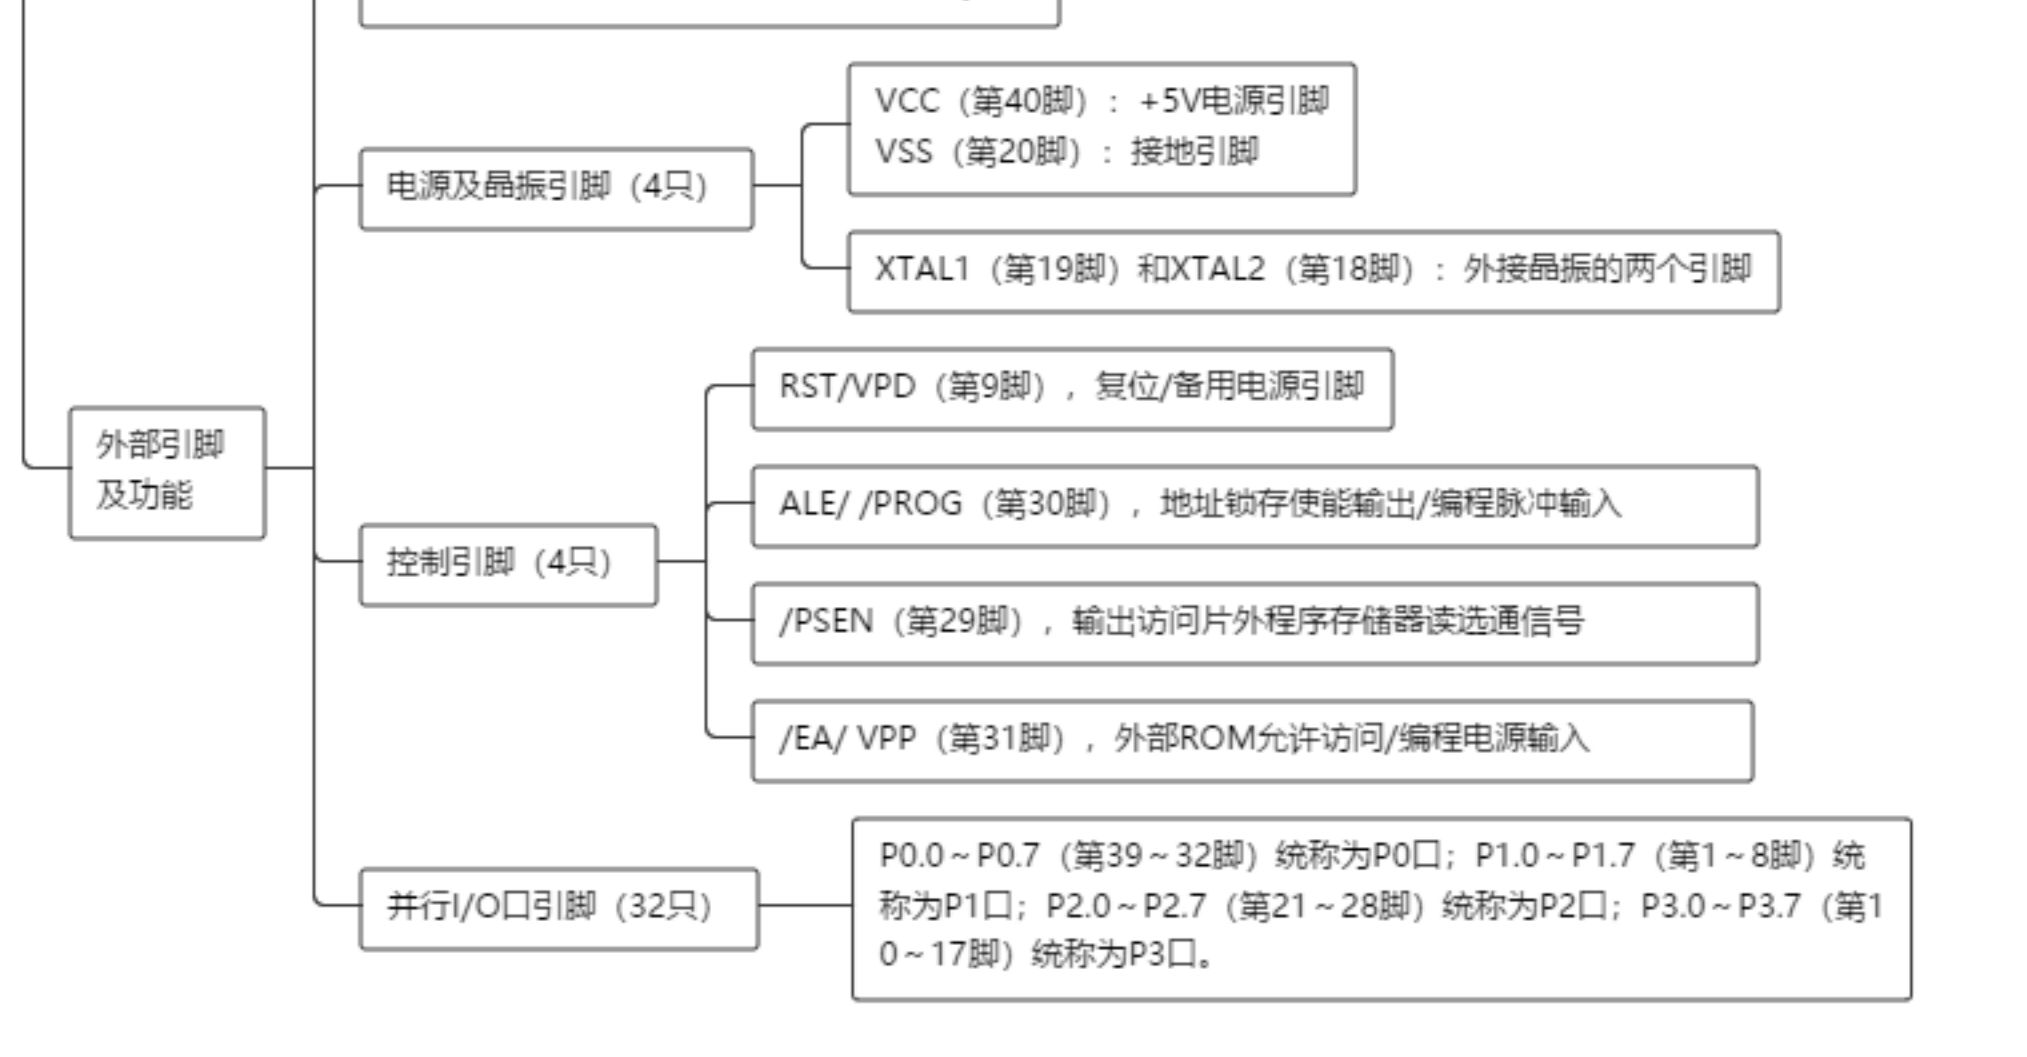 VCC（第40脚）：+5V电源引脚
VSS（第20脚）：接地引脚
电源及晶振引脚（4只）
XTAL1（第19脚）和XTAL2（第18脚）：外接晶振的两个引脚
RST/VPD（第9脚），复位/备用电源引脚
外部引脚
及功能
ALE/ /PROG（第30脚），地址锁存使能输出/编程脉冲输入
控制引脚（4只）
/PSEN（第29脚），输出访问片外程序存储器读选通信号
/EA/ VPP（第31脚），外部ROM允许访问/编程电源输入
并行I/O口引脚（32只）
P0.0～P0.7（第39～32脚）统称为P0口；P1.0～P1.7（第1～8脚）统
称为P1口；P2.0～P2.7（第21～28脚）统称为P2口；P3.0～P3.7（第1
0～17脚）统称为P3口。